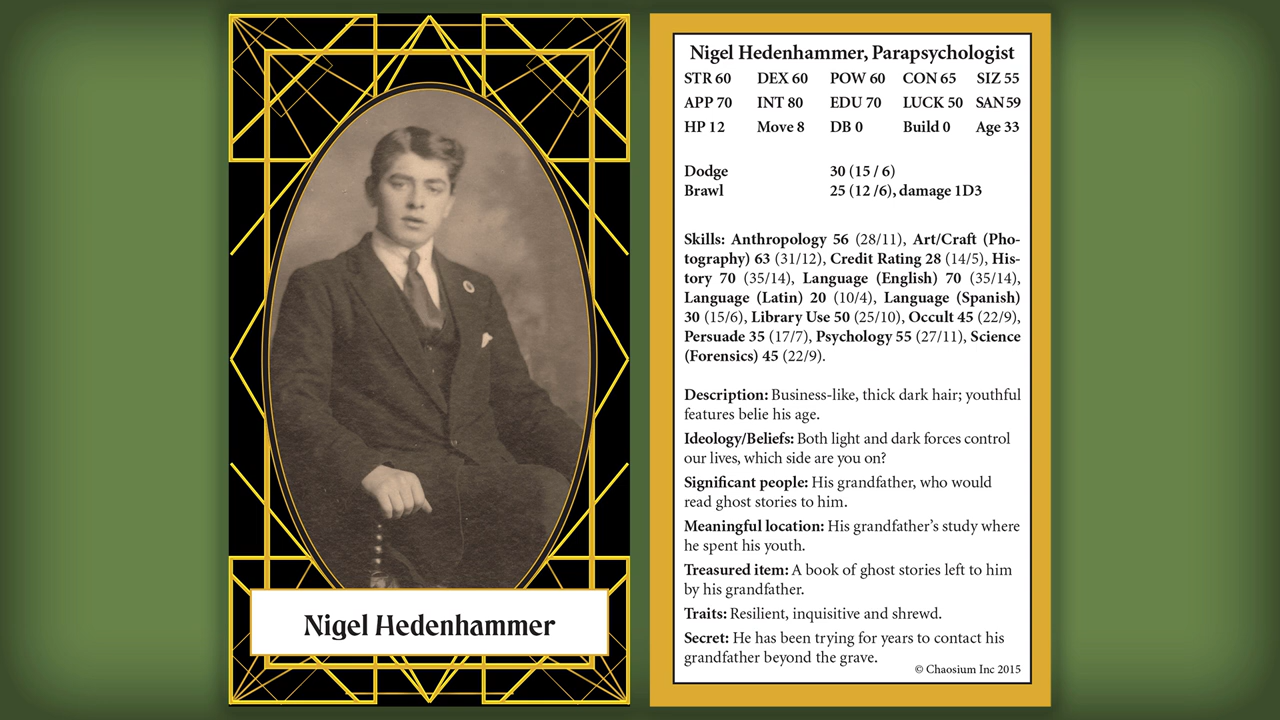 Nigel Hedenhammer
Nigel Hedenhammer, Parapsychologist
STR 60 DEX 60 POW 60 CON 65 SIZ 55
APP 70 INT 80 EDU 70 LUCK 50 SAN 59
HP 12 Move 8 DB 0 Build 0 Age 33
Dodge 30 (15 / 6)
Brawl 25 (12 /6), damage 1D3
Skills: Anthropology 56 (28/11), Art/Craft (Pho-
tography) 63 (31/12), Credit Rating 28 (14/5), His-
tory 70 (35/14), Language (English) 70 (35/14),
Language (Latin) 20 (10/4), Language (Spanish)
30 (15/6), Library Use 50 (25/10), Occult 45 (22/9),
Persuade 35 (17/7), Psychology 55 (27/11), Science
(Forensics) 45 (22/9).
Description: Business-like, thick dark hair; youthful
features belie his age.
Ideology/Beliefs: Both light and dark forces control
our lives, which side are you on?
Significant people: His grandfather, who would
read ghost stories to him.
Meaningful location: His grandfather’s study where
he spent his youth.
Treasured item: A book of ghost stories left to him
by his grandfather.
Traits: Resilient, inquisitive and shrewd.
Secret: He has been trying for years to contact his
grandfather beyond the grave.
© Chaosium Inc 2015